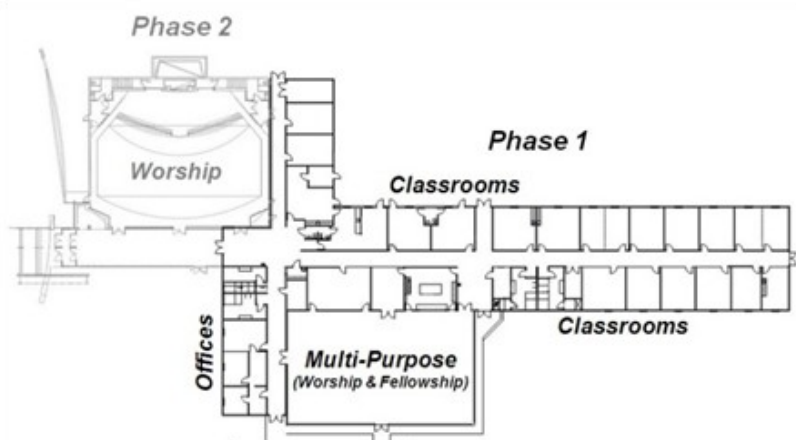 Phase 2
Worship
Phase 1
Classrooms
Offices
Multi-Purpose
(Worship & Fellowship)
Classrooms